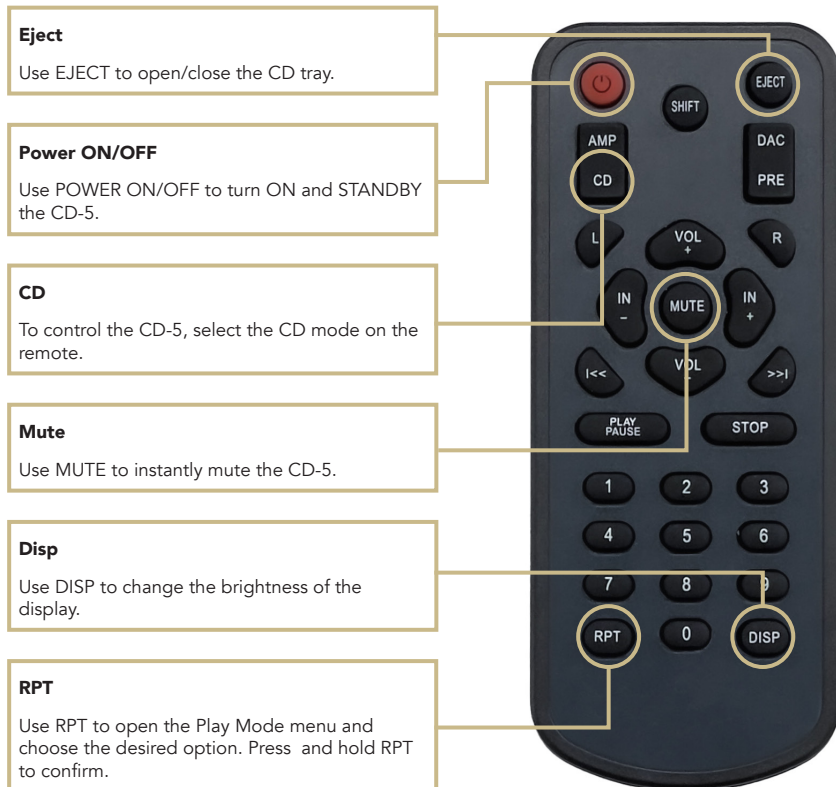 Eject
Use EJECT to open/close the CD tray.
Power ON/OFF
Use POWER ON/OFF to turn ON and STANDBY
the CD-5.
CD
To control the CD-5, select the CD mode on the
remote.
Mute
Use MUTE to instantly mute the CD-5.
Disp
Use DISP to change the brightness of the
display.
RPT
Use RPT to open the Play Mode menu and
choose the desired option. Press  and hold RPT
to confirm.
EJECT
SHIFT
AMP
DAC
CD
PRE
L
VOL
+
R
IN
-
MUTE
IN
+
I<<
VOL
-
>>I
PLAY
PAUSE
STOP
1
2
3
4
5
6
7
8
9
RPT
0
DISP